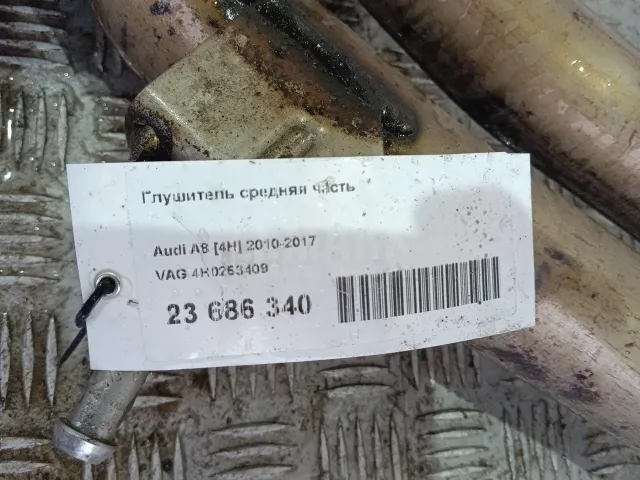 Глушитель средняя часть
Audi A8 [4H] 2010-2017
VAG 4H0253409
23 686 340